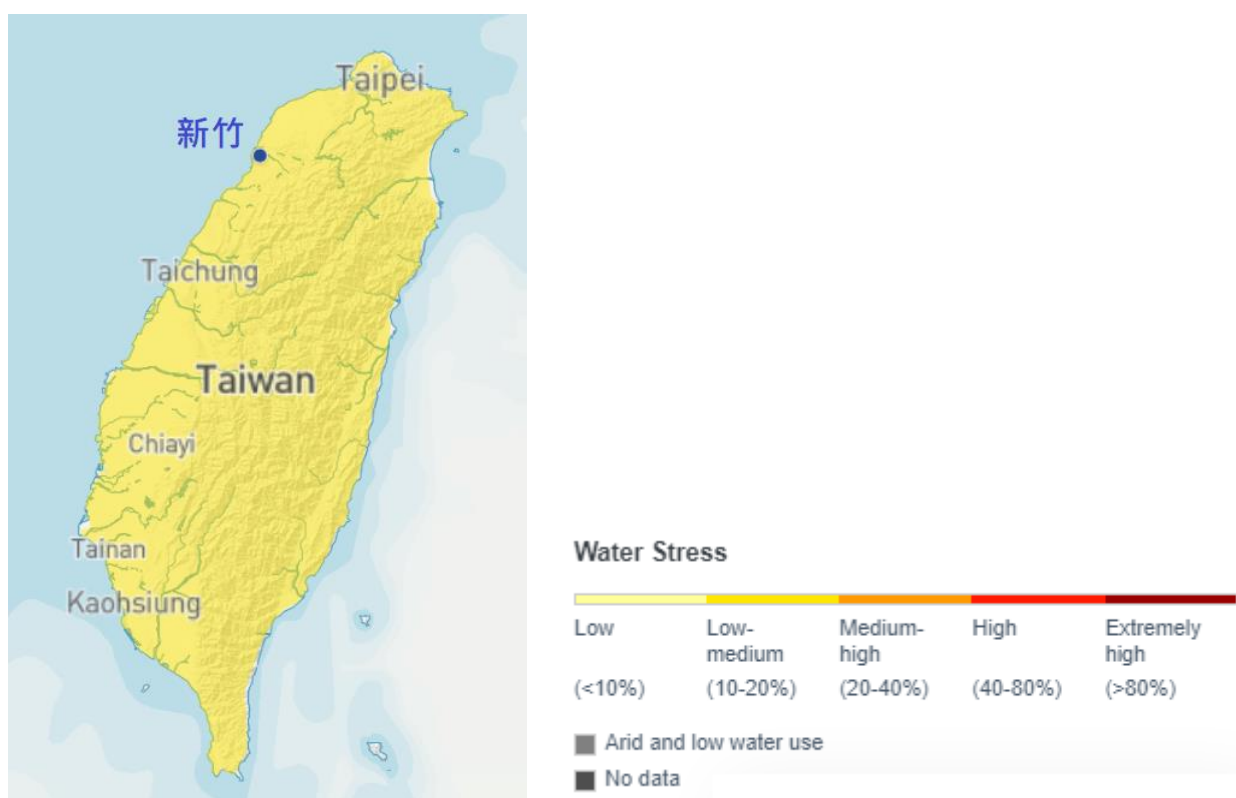 Taipei
新竹
Taichung
Taiwan
Chiayi
Tainan
Kaohsiung
Water Stress
Low
(<10%)
Low-
medium
(10-20%)
Medium-
high
(20-40%)
High
(40-80%)
Extremely
high
(>80%)
Arid and low water use
No data